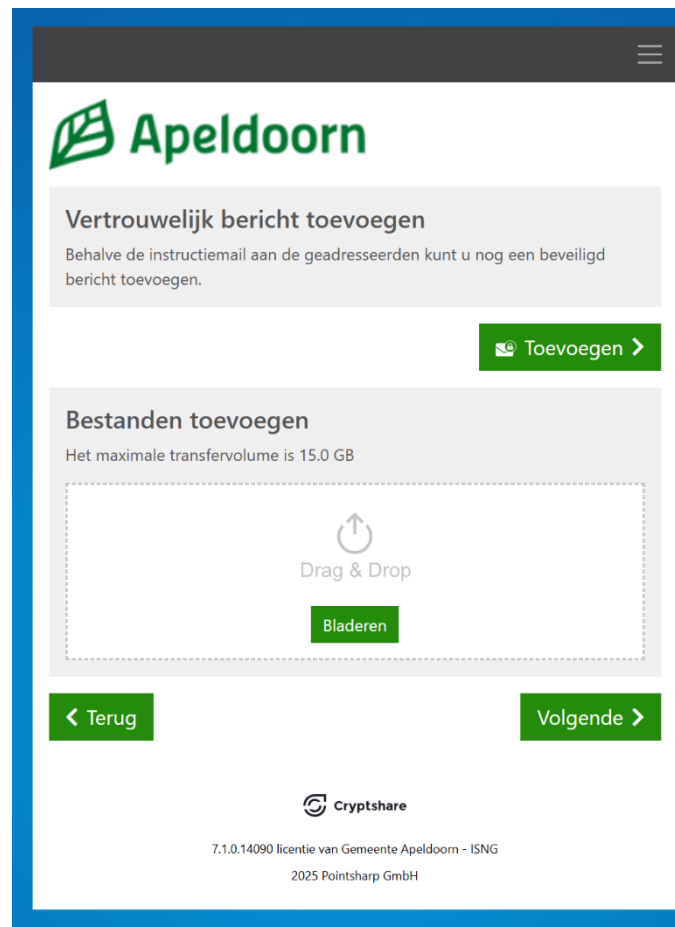 Apeldoorn
Vertrouwelijk bericht toevoegen
Behalve de instructiemail aan de geadresseerden kunt u nog een beveiligd
bericht toevoegen.
Toevoegen
Bestanden toevoegen
Het maximale transfervolume is 15.0 GB
Drag & Drop
Bladeren
Terug
Volgende
Cryptshare
7.1.0.14090 licentie van Gemeente Apeldoorn - ISNG
2025 Pointsharp GmbH